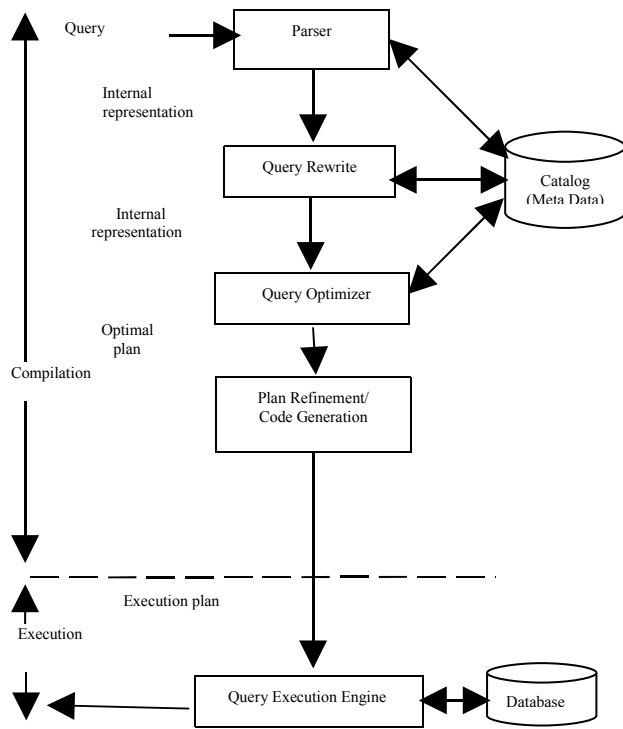 Query
Parser
Internal
representation
Query Rewrite
Catalog
(Meta Data)
Internal
representation
Query Optimizer
Optimal
plan
Compilation
Plan Refinement/
Code Generation
Execution plan
Execution
Query Execution Engine
Database